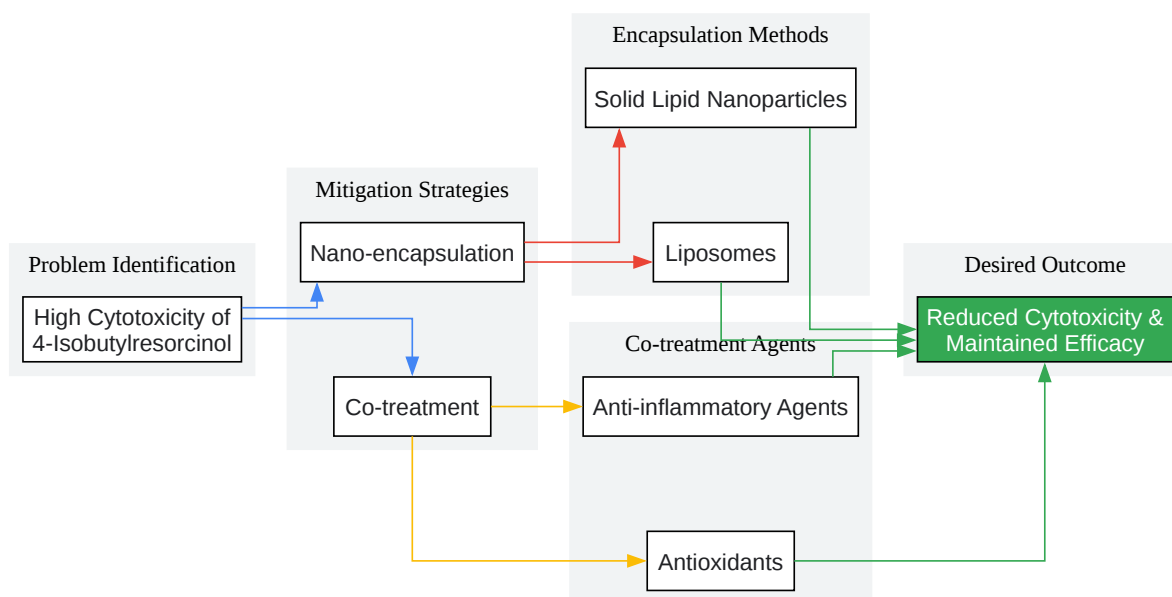 Encapsulation Methods
Solid Lipid Nanoparticles
Mitigation Strategies
Nano-encapsulation
Liposomes
Problem Identification
Desired Outcome
High Cytotoxicity of
4-Isobutylresorcinol
Reduced Cytotoxicity &
Maintained Efficacy
Co-treatment Agents
Co-treatment
Anti-inflammatory Agents
Antioxidants